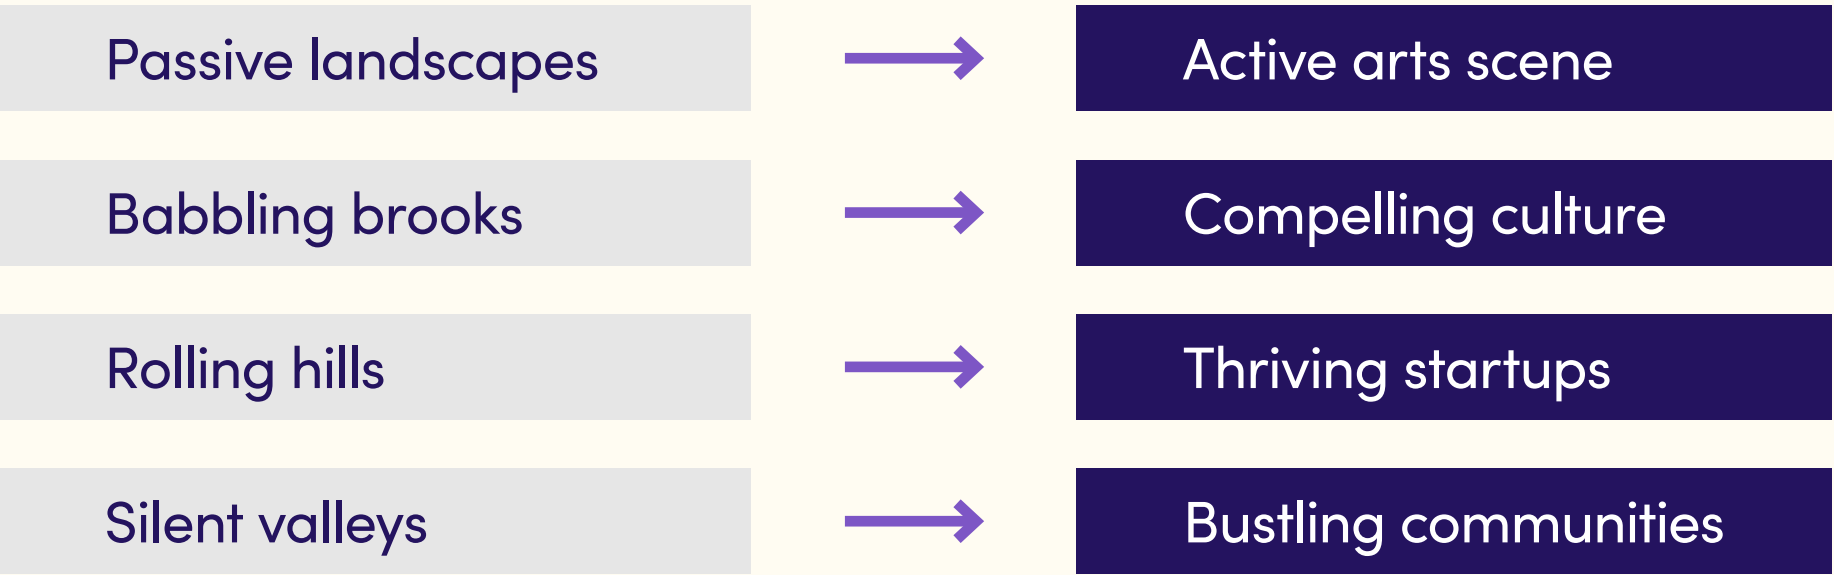 Passive landscapes
Active arts scene
Babbling brooks
Compelling culture
Rolling hills
Thriving startups
Silent valleys
Bustling communities